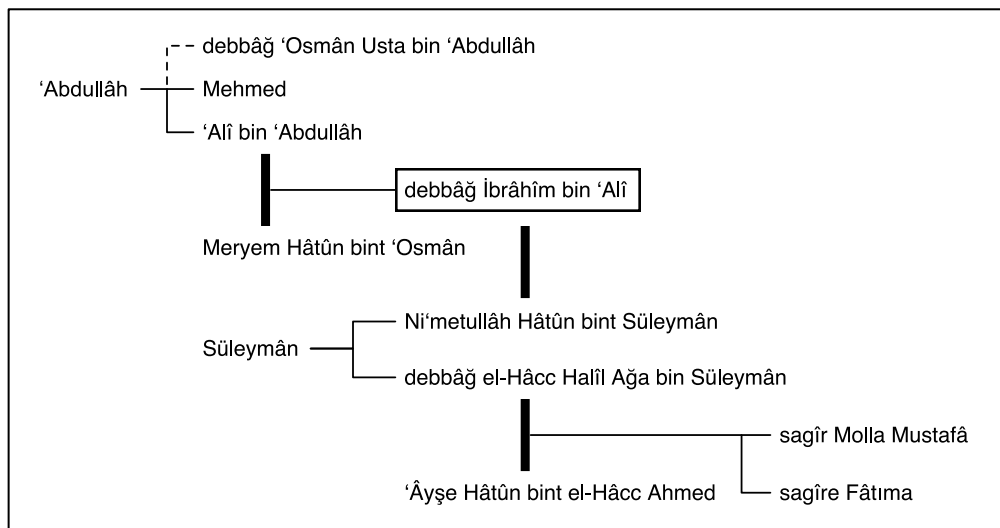 debbâğ ‘Osmân Usta bin ‘Abdullâh
‘Abdullâh
Mehmed
‘Alî bin ‘Abdullâh
debbâğ İbrâhîm bin ‘Alî
Meryem Hâtûn bint ‘Osmân
Ni‘metullâh Hâtûn bint Süleymân
Süleymân
debbâğ el-Hâcc Halîl Ağa bin Süleymân
sagîr Molla Mustafâ
‘Âyşe Hâtûn bint el-Hâcc Ahmed
sagîre Fâtıma